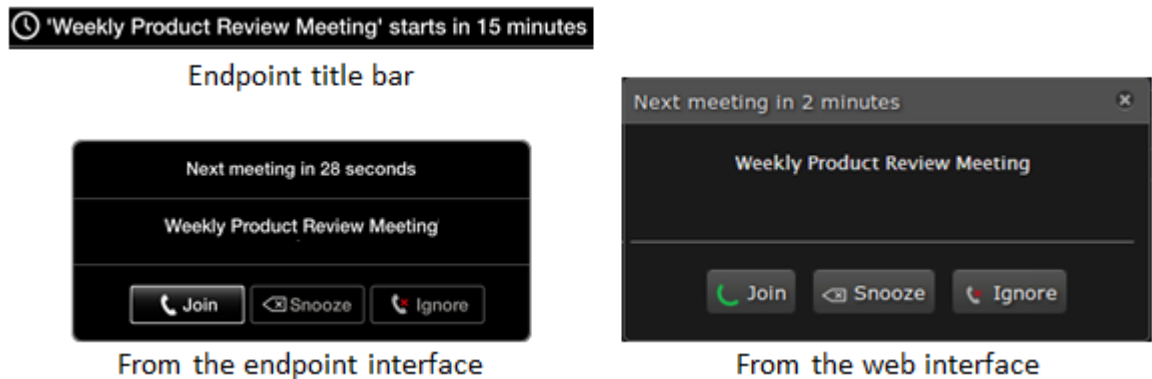 'Weekly Product Review Meeting' starts in 15 minutes
Endpoint title bar
Next meeting in 28 seconds
Weekly Product Review Meeting
Join Snooze Ignore
From the endpoint interface
Next meeting in 2 minutes
Weekly Product Review Meeting
Join Snooze Ignore
From the web interface